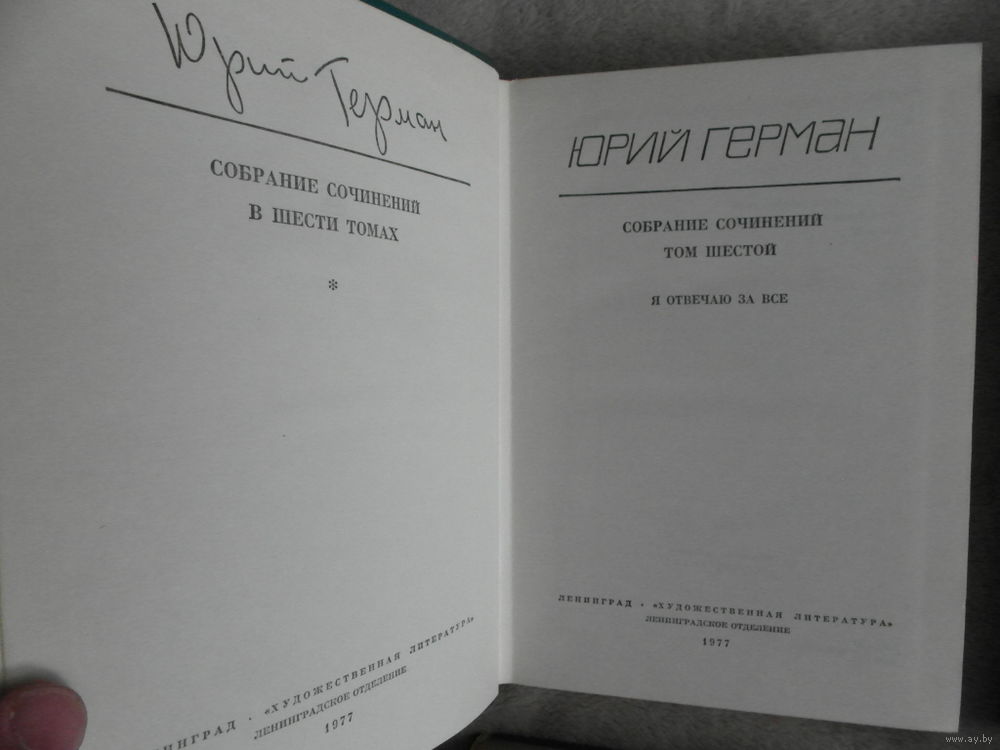 Юрий Герман
СОБРАНИЕ СОЧИНЕНИЙ
В ШЕСТИ ТОМАХ
*
НИНГРАД • «ХУДОЖЕСТВЕННАЯ ЛИТЕРАТУРА»
ЛЕНИНГРАДСКОЕ ОТДЕЛЕНИЕ
1977
ЮРИЙ ГЕРМАН
СОБРАНИЕ СОЧИНЕНИЙ
ТОМ ШЕСТОЙ
Я ОТВЕЧАЮ ЗА ВСЕ
ЛЕНИНГРАД • «ХУДОЖЕСТВЕННАЯ ЛИТЕРАТУРА»
ЛЕНИНГРАДСКОЕ ОТДЕЛЕНИЕ
1977
www.ay.by